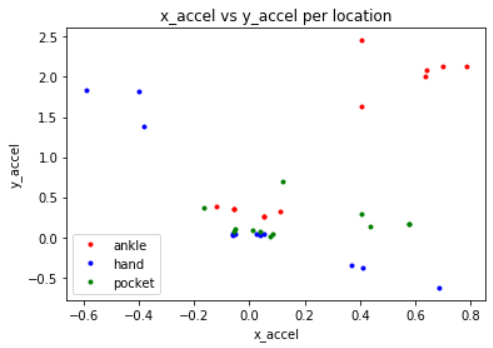 x_accel vs y_accel per location
y_accel
2.5
2.0
1.5
1.0
0.5
0.0
−0.5
ankle
hand
pocket
−0.6 −0.4 −0.2 0.0 0.2 0.4 0.6 0.8
x_accel